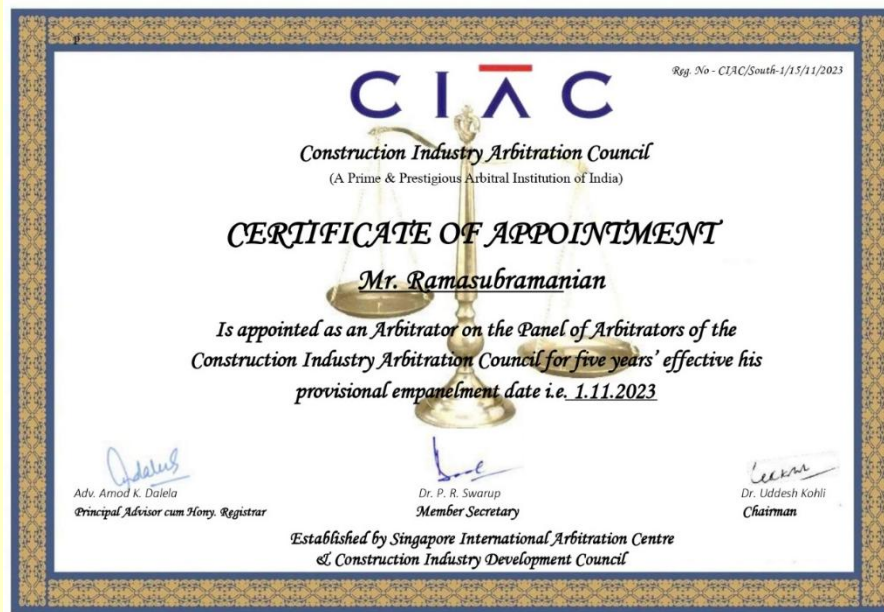 p
Reg. No - CIAC/South-1/15/11/2023
CIAC
Construction Industry Arbitration Council
(A Prime & Prestigious Arbitral Institution of India)
CERTIFICATE OF APPOINTMENT
Mr. Ramasubramanian
Is appointed as an Arbitrator on the Panel of Arbitrators of the
Construction Industry Arbitration Council for five years' effective his
provisional empanelment date i.e. 1.11.2023
Adv. Amod K. Dalela
Principal Advisor cum Hony. Registrar
Dr. P. R. Swarup
Member Secretary
Dr. Uddesh Kohli
Chairman
Established by Singapore International Arbitration Centre
& Construction Industry Development Council